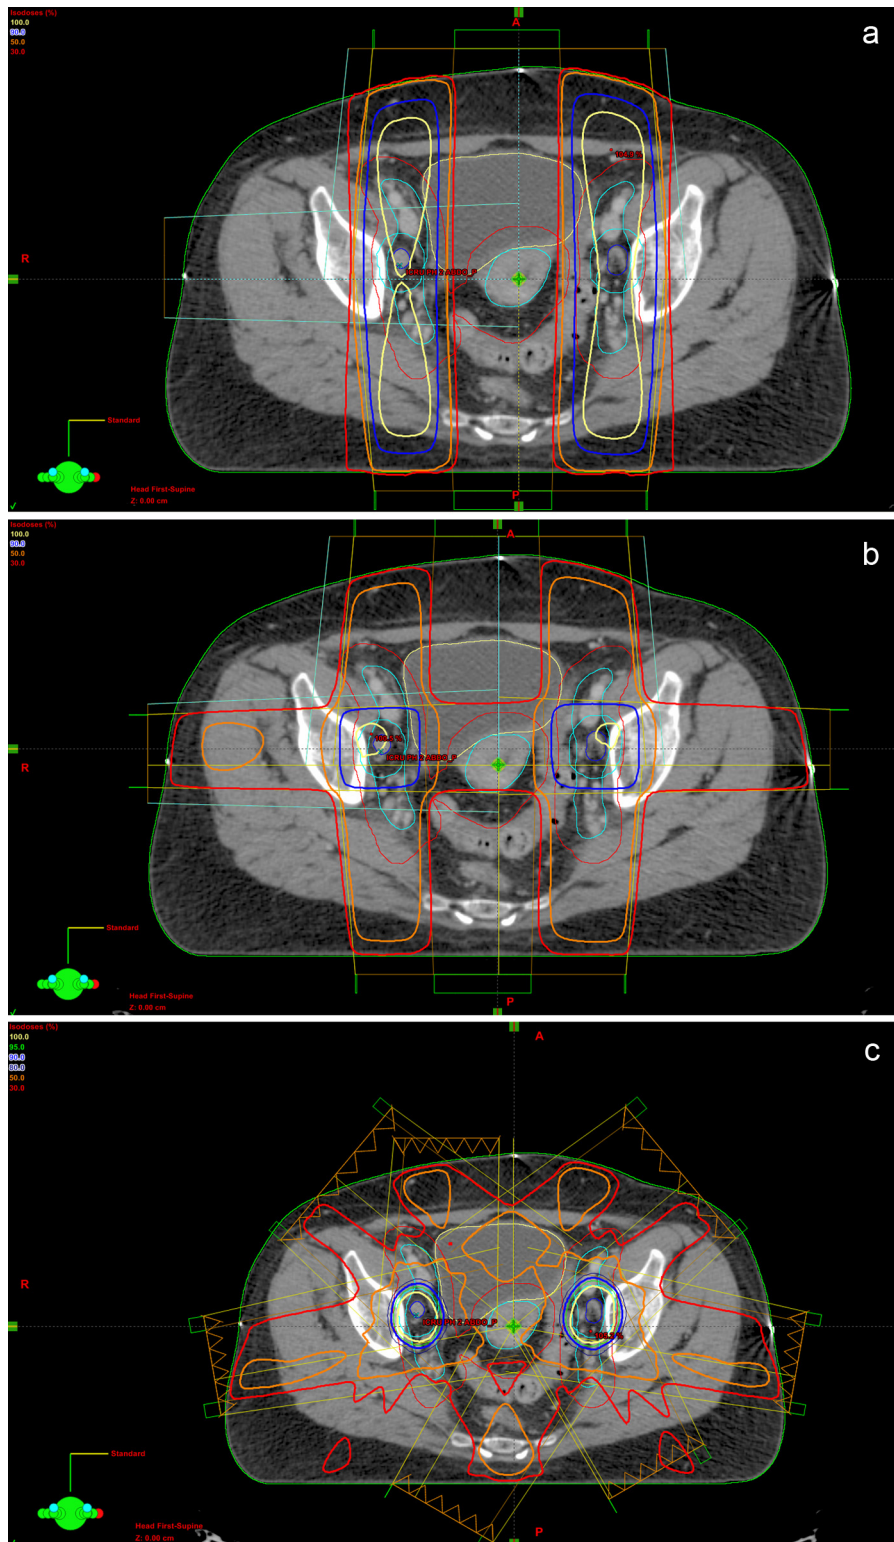 Isodoses (%)
100.0
90.0
50.0
30.0
A
a
104.9 %
R
P
Standard
Head First-Supine
Z: 0.00 cm
Isodoses (%)
100.0
90.0
50.0
30.0
A
b
R
P
Standard
Head First-Supine
Z: 0.00 cm
Isodoses (%)
100.0
95.0
90.0
80.0
50.0
30.0
A
c
R
P
Standard
Head First-Supine
Z: 0.00 cm